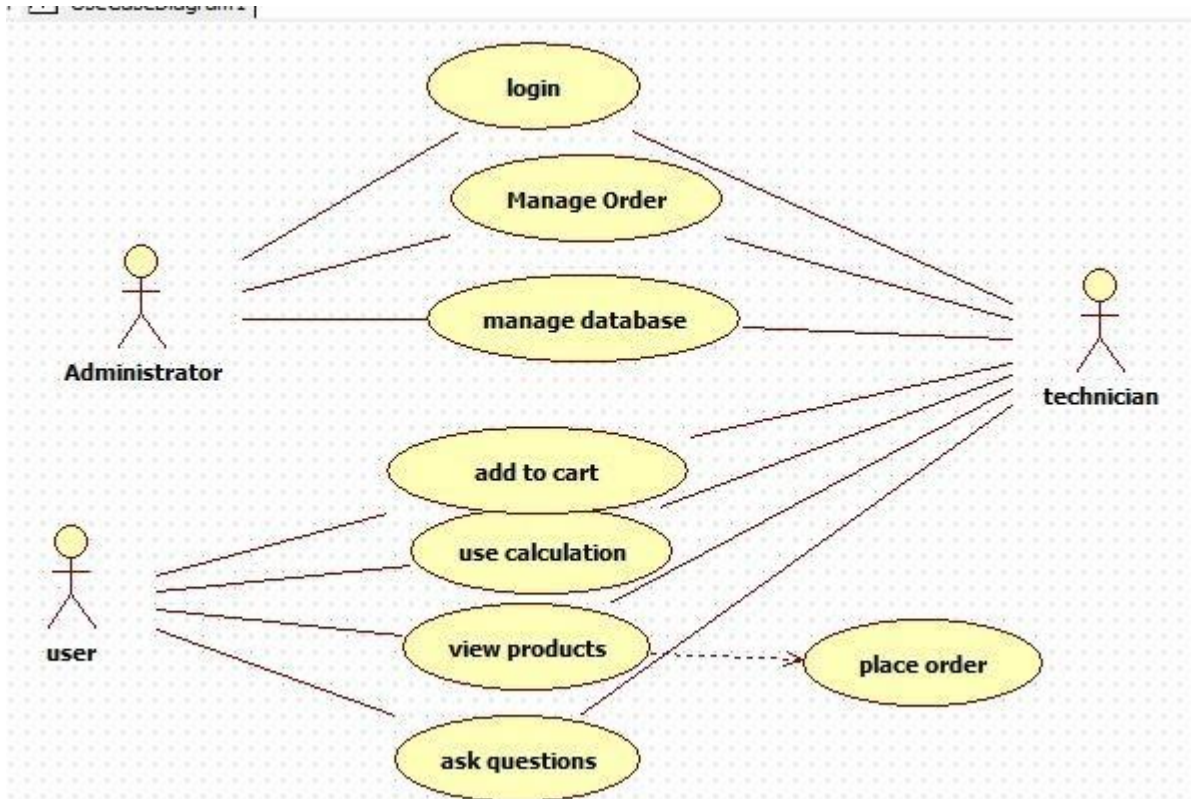 UseCaseDiagram1
login
Manage Order
manage database
Administrator
technician
add to cart
use calculation
view products
user
place order
ask questions